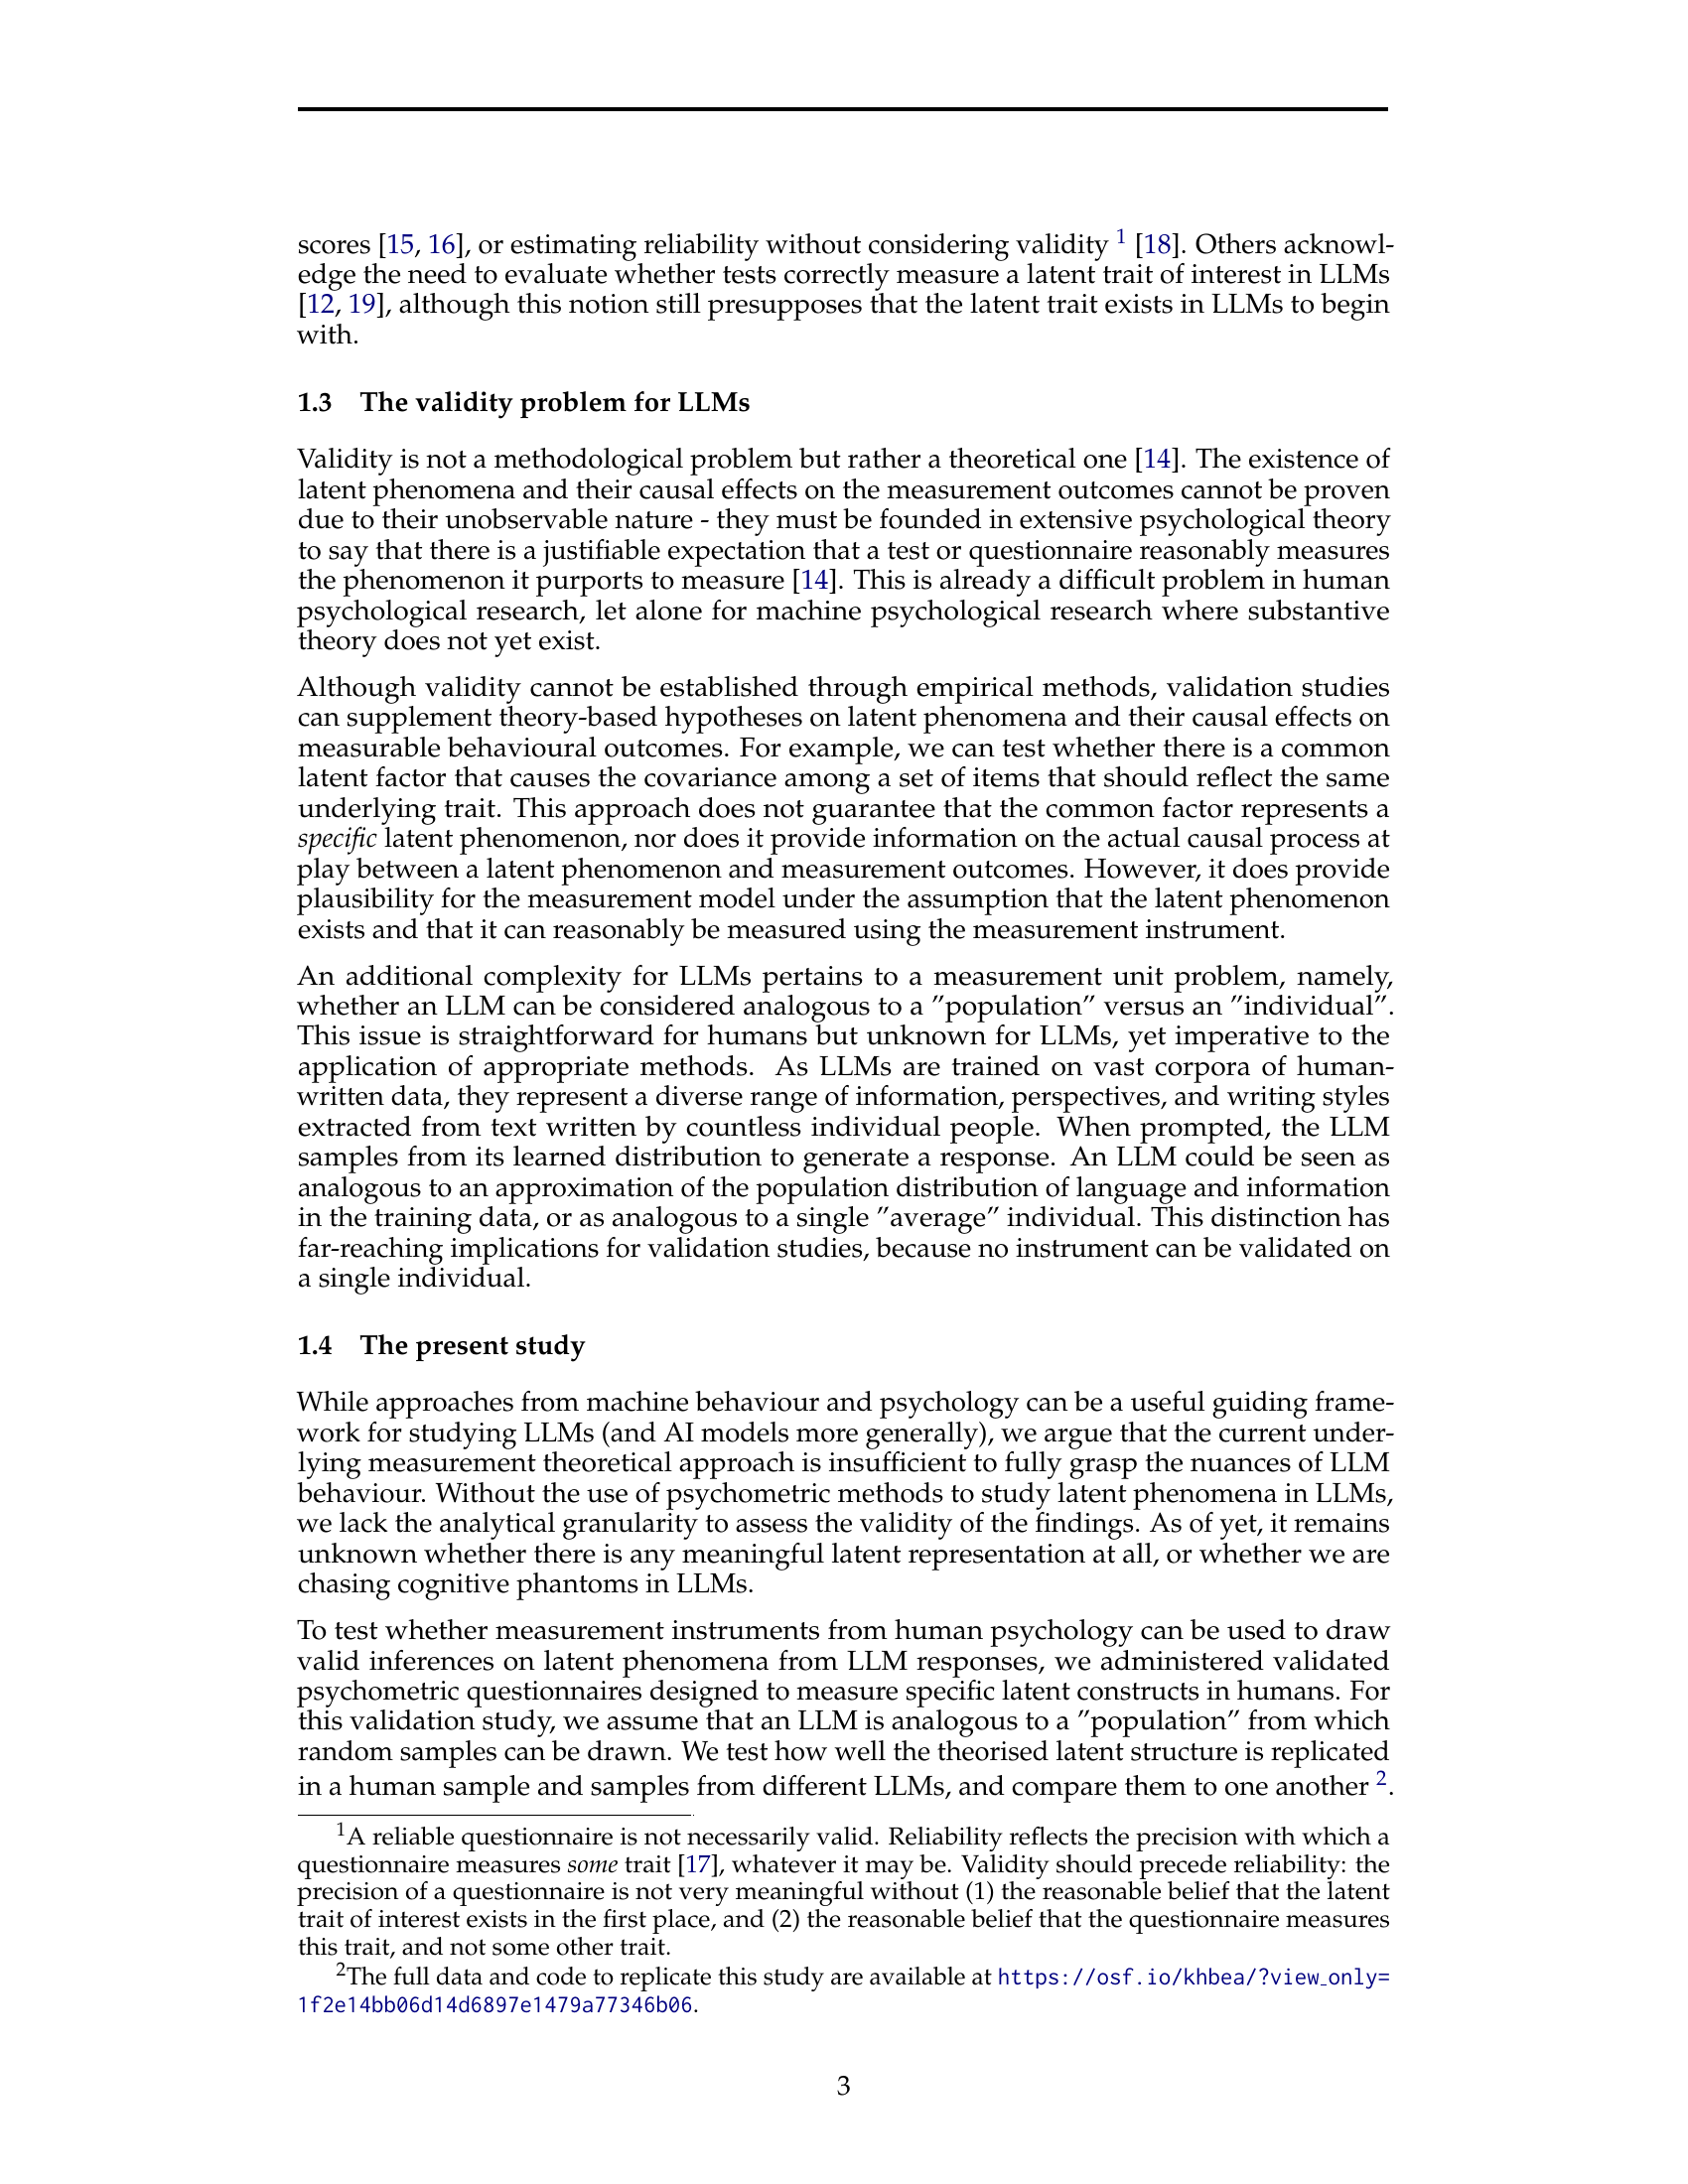 scores [15, 16], or estimating reliability without considering validity 1 [18]. Others acknowl-
edge the need to evaluate whether tests correctly measure a latent trait of interest in LLMs
[12, 19], although this notion still presupposes that the latent trait exists in LLMs to begin
with.
1.3 The validity problem for LLMs
Validity is not a methodological problem but rather a theoretical one [14]. The existence of
latent phenomena and their causal effects on the measurement outcomes cannot be proven
due to their unobservable nature - they must be founded in extensive psychological theory
to say that there is a justifiable expectation that a test or questionnaire reasonably measures
the phenomenon it purports to measure [14]. This is already a difficult problem in human
psychological research, let alone for machine psychological research where substantive
theory does not yet exist.
Although validity cannot be established through empirical methods, validation studies
can supplement theory-based hypotheses on latent phenomena and their causal effects on
measurable behavioural outcomes. For example, we can test whether there is a common
latent factor that causes the covariance among a set of items that should reflect the same
underlying trait. This approach does not guarantee that the common factor represents a
specific latent phenomenon, nor does it provide information on the actual causal process at
play between a latent phenomenon and measurement outcomes. However, it does provide
plausibility for the measurement model under the assumption that the latent phenomenon
exists and that it can reasonably be measured using the measurement instrument.
An additional complexity for LLMs pertains to a measurement unit problem, namely,
whether an LLM can be considered analogous to a ”population” versus an ”individual”.
This issue is straightforward for humans but unknown for LLMs, yet imperative to the
application of appropriate methods. As LLMs are trained on vast corpora of human-
written data, they represent a diverse range of information, perspectives, and writing styles
extracted from text written by countless individual people. When prompted, the LLM
samples from its learned distribution to generate a response. An LLM could be seen as
analogous to an approximation of the population distribution of language and information
in the training data, or as analogous to a single ”average” individual. This distinction has
far-reaching implications for validation studies, because no instrument can be validated on
a single individual.
1.4 The present study
While approaches from machine behaviour and psychology can be a useful guiding frame-
work for studying LLMs (and AI models more generally), we argue that the current under-
lying measurement theoretical approach is insufficient to fully grasp the nuances of LLM
behaviour. Without the use of psychometric methods to study latent phenomena in LLMs,
we lack the analytical granularity to assess the validity of the findings. As of yet, it remains
unknown whether there is any meaningful latent representation at all, or whether we are
chasing cognitive phantoms in LLMs.
To test whether measurement instruments from human psychology can be used to draw
valid inferences on latent phenomena from LLM responses, we administered validated
psychometric questionnaires designed to measure specific latent constructs in humans. For
this validation study, we assume that an LLM is analogous to a ”population” from which
random samples can be drawn. We test how well the theorised latent structure is replicated
in a human sample and samples from different LLMs, and compare them to one another 2.
1A reliable questionnaire is not necessarily valid. Reliability reflects the precision with which a
questionnaire measures some trait [17], whatever it may be. Validity should precede reliability: the
precision of a questionnaire is not very meaningful without (1) the reasonable belief that the latent
trait of interest exists in the first place, and (2) the reasonable belief that the questionnaire measures
this trait, and not some other trait.
2The full data and code to replicate this study are available at https://osf.io/khbea/?view_only=
1f2e14bb06d14d6897e1479a77346b06.
3